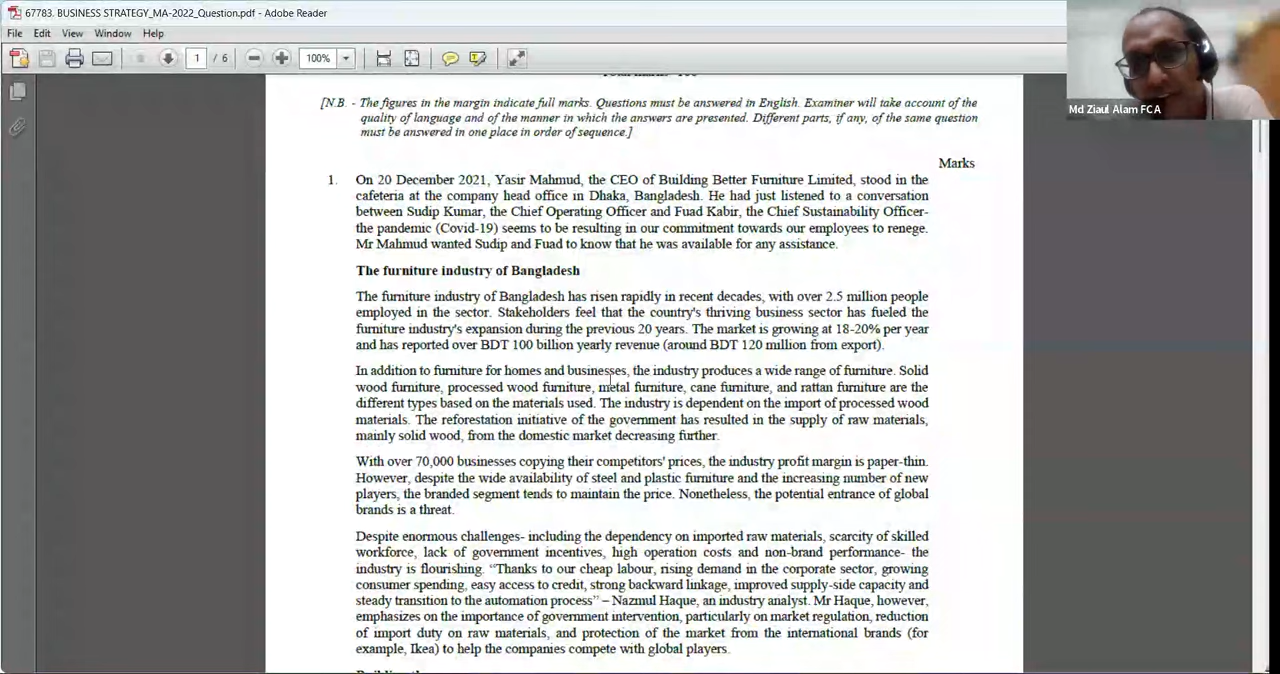 67783. BUSINESS STRATEGY_MA-2022_Question.pdf - Adobe Reader
File Edit View Window Help
1 / 6 100%
Md Ziaul Alam FCA
[N.B. - The figures in the margin indicate full marks. Questions must be answered in English. Examiner will take account of the
quality of language and of the manner in which the answers are presented. Different parts, if any, of the same question
must be answered in one place in order of sequence.]
Marks
1. On 20 December 2021, Yasir Mahmud, the CEO of Building Better Furniture Limited, stood in the
cafeteria at the company head office in Dhaka, Bangladesh. He had just listened to a conversation
between Sudip Kumar, the Chief Operating Officer and Fuad Kabir, the Chief Sustainability Officer-
the pandemic (Covid-19) seems to be resulting in our commitment towards our employees to renege.
Mr Mahmud wanted Sudip and Fuad to know that he was available for any assistance.
The furniture industry of Bangladesh
The furniture industry of Bangladesh has risen rapidly in recent decades, with over 2.5 million people
employed in the sector. Stakeholders feel that the country's thriving business sector has fueled the
furniture industry's expansion during the previous 20 years. The market is growing at 18-20% per year
and has reported over BDT 100 billion yearly revenue (around BDT 120 million from export).
In addition to furniture for homes and businesses, the industry produces a wide range of furniture. Solid
wood furniture, processed wood furniture, metal furniture, cane furniture, and rattan furniture are the
different types based on the materials used. The industry is dependent on the import of processed wood
materials. The reforestation initiative of the government has resulted in the supply of raw materials,
mainly solid wood, from the domestic market decreasing further.
With over 70,000 businesses copying their competitors' prices, the industry profit margin is paper-thin.
However, despite the wide availability of steel and plastic furniture and the increasing number of new
players, the branded segment tends to maintain the price. Nonetheless, the potential entrance of global
brands is a threat.
Despite enormous challenges- including the dependency on imported raw materials, scarcity of skilled
workforce, lack of government incentives, high operation costs and non-brand performance- the
industry is flourishing. “Thanks to our cheap labour, rising demand in the corporate sector, growing
consumer spending, easy access to credit, strong backward linkage, improved supply-side capacity and
steady transition to the automation process” – Nazmul Haque, an industry analyst. Mr Haque, however,
emphasizes on the importance of government intervention, particularly on market regulation, reduction
of import duty on raw materials, and protection of the market from the international brands (for
example, Ikea) to help the companies compete with global players.